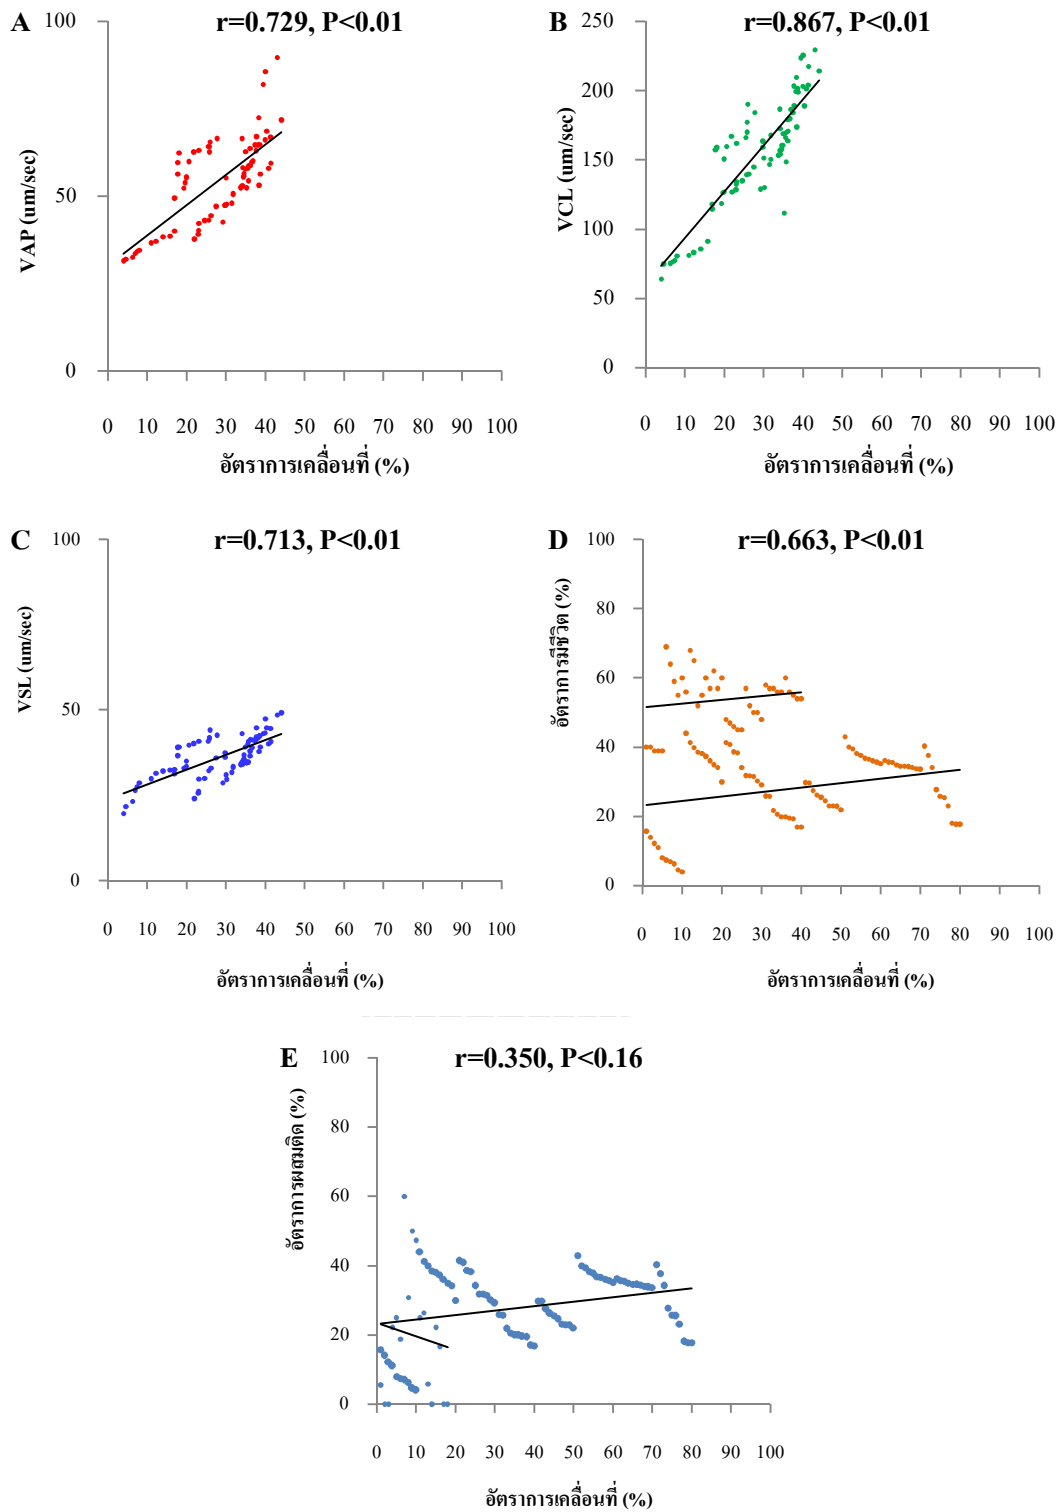 A
r=0.729, P<0.01
100
50
0
VAP (um/sec)
0 10 20 30 40 50 60 70 80 90 100
อัตราการเคลื่อนที่ (%)
B
r=0.867, P<0.01
250
200
150
100
50
0
VCL (um/sec)
0 10 20 30 40 50 60 70 80 90 100
อัตราการเคลื่อนที่ (%)
C
r=0.713, P<0.01
100
50
0
VSL (um/sec)
0 10 20 30 40 50 60 70 80 90 100
อัตราการเคลื่อนที่ (%)
D
r=0.663, P<0.01
100
80
60
40
20
0
อัตราการมีชีวิต (%)
0 10 20 30 40 50 60 70 80 90 100
อัตราการเคลื่อนที่ (%)
E
r=0.350, P<0.16
100
80
60
40
20
0
อัตราการผสมติด (%)
0 10 20 30 40 50 60 70 80 90 100
อัตราการเคลื่อนที่ (%)